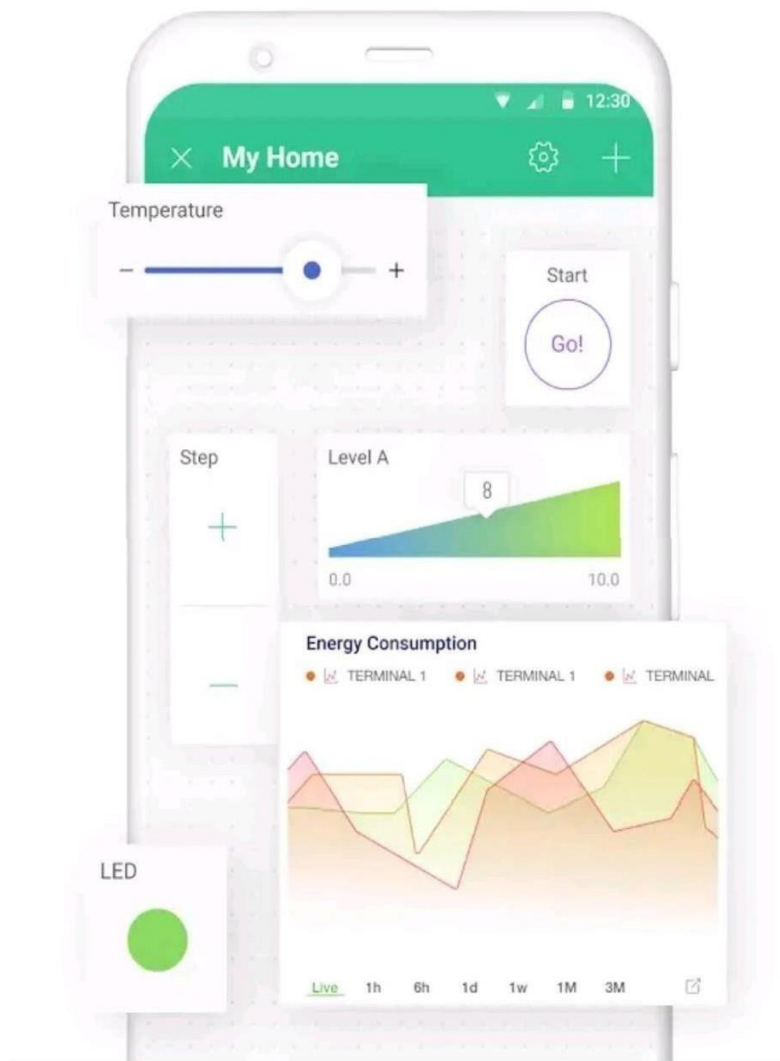 12:30
My Home
Temperature
Start
Go!
Step
Level A
8
0.0 10.0
Energy Consumption
TERMINAL 1 TERMINAL 1 TERMINAL
LED
Live 1h 6h 1d 1w 1M 3M